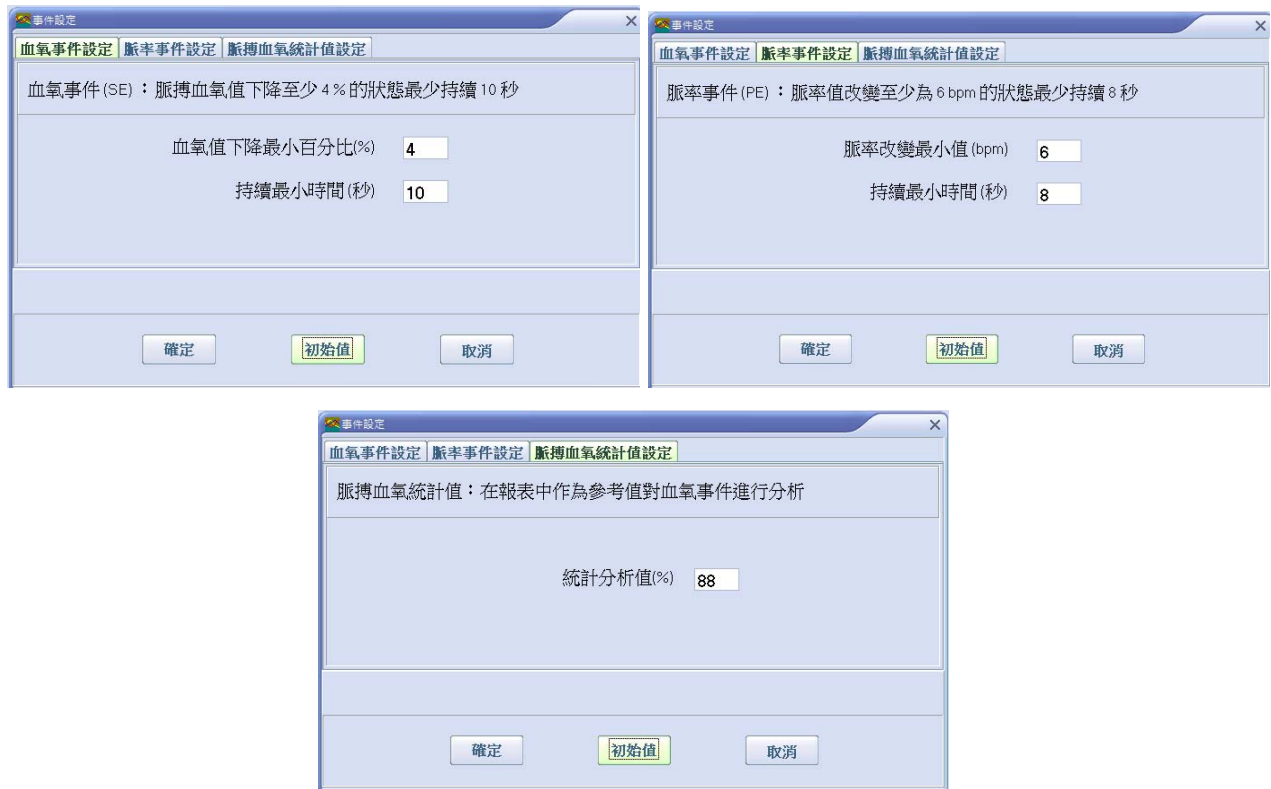 事件設定
血氧事件設定 脈率事件設定 脈搏血氧統計值設定
血氧事件(SE)：脈搏血氧值下降至少 4 % 的狀態最少持續 10 秒
血氧值下降最小百分比(%) 4
持續最小時間(秒) 10
確定 初始值 取消
事件設定
血氧事件設定 脈率事件設定 脈搏血氧統計值設定
脈率事件(PE)：脈率值改變至少為 6 bpm 的狀態最少持續 8 秒
脈率改變最小值(bpm) 6
持續最小時間(秒) 8
確定 初始值 取消
事件設定
血氧事件設定 脈率事件設定 脈搏血氧統計值設定
脈搏血氧統計值：在報表中作為參考值對血氧事件進行分析
統計分析值(%) 88
確定 初始值 取消